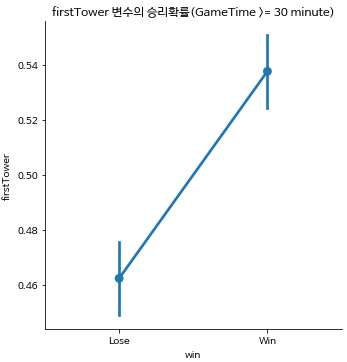 firstTower 변수의 승리확률(GameTime >= 30 minute)
0.54
0.52
0.50
0.48
0.46
firstTower
Lose
Win
win